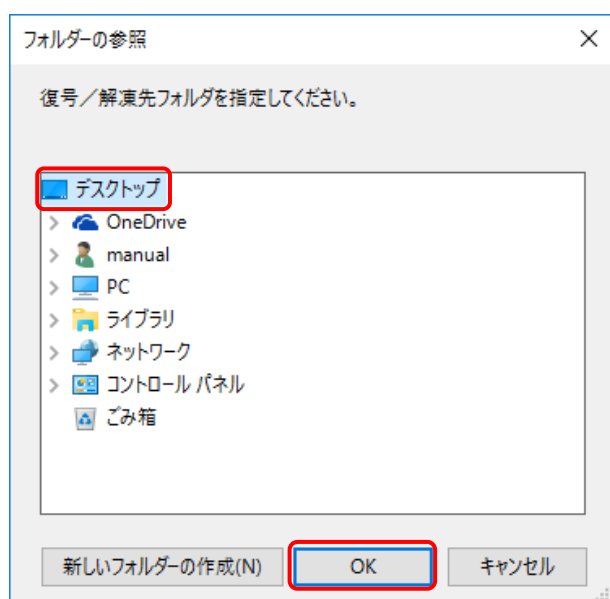 フォルダーの参照
復号／解凍先フォルダを指定してください。
デスクトップ
OneDrive
manual
PC
ライブラリ
ネットワーク
コントロール パネル
ごみ箱
新しいフォルダーの作成(N) OK キャンセル